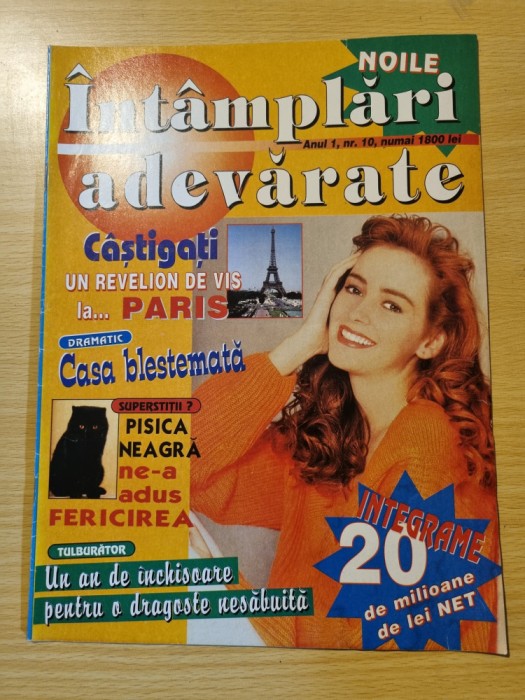 NOILE
Întâmplări
Anul 1, nr. 10, numai 1800 lei
adevărate
Câştigaţi
UN REVELION DE VIS
la... PARIS
DRAMATIC
Casa blestemată
SUPERSTIŢII ?
PISICA
NEAGRĂ
ne-a
adus
FERICIREA
TULBURĂTOR
Un an de închisoare
pentru o dragoste nesăbuită
INTEGRAME
20
de milioane
de lei NET